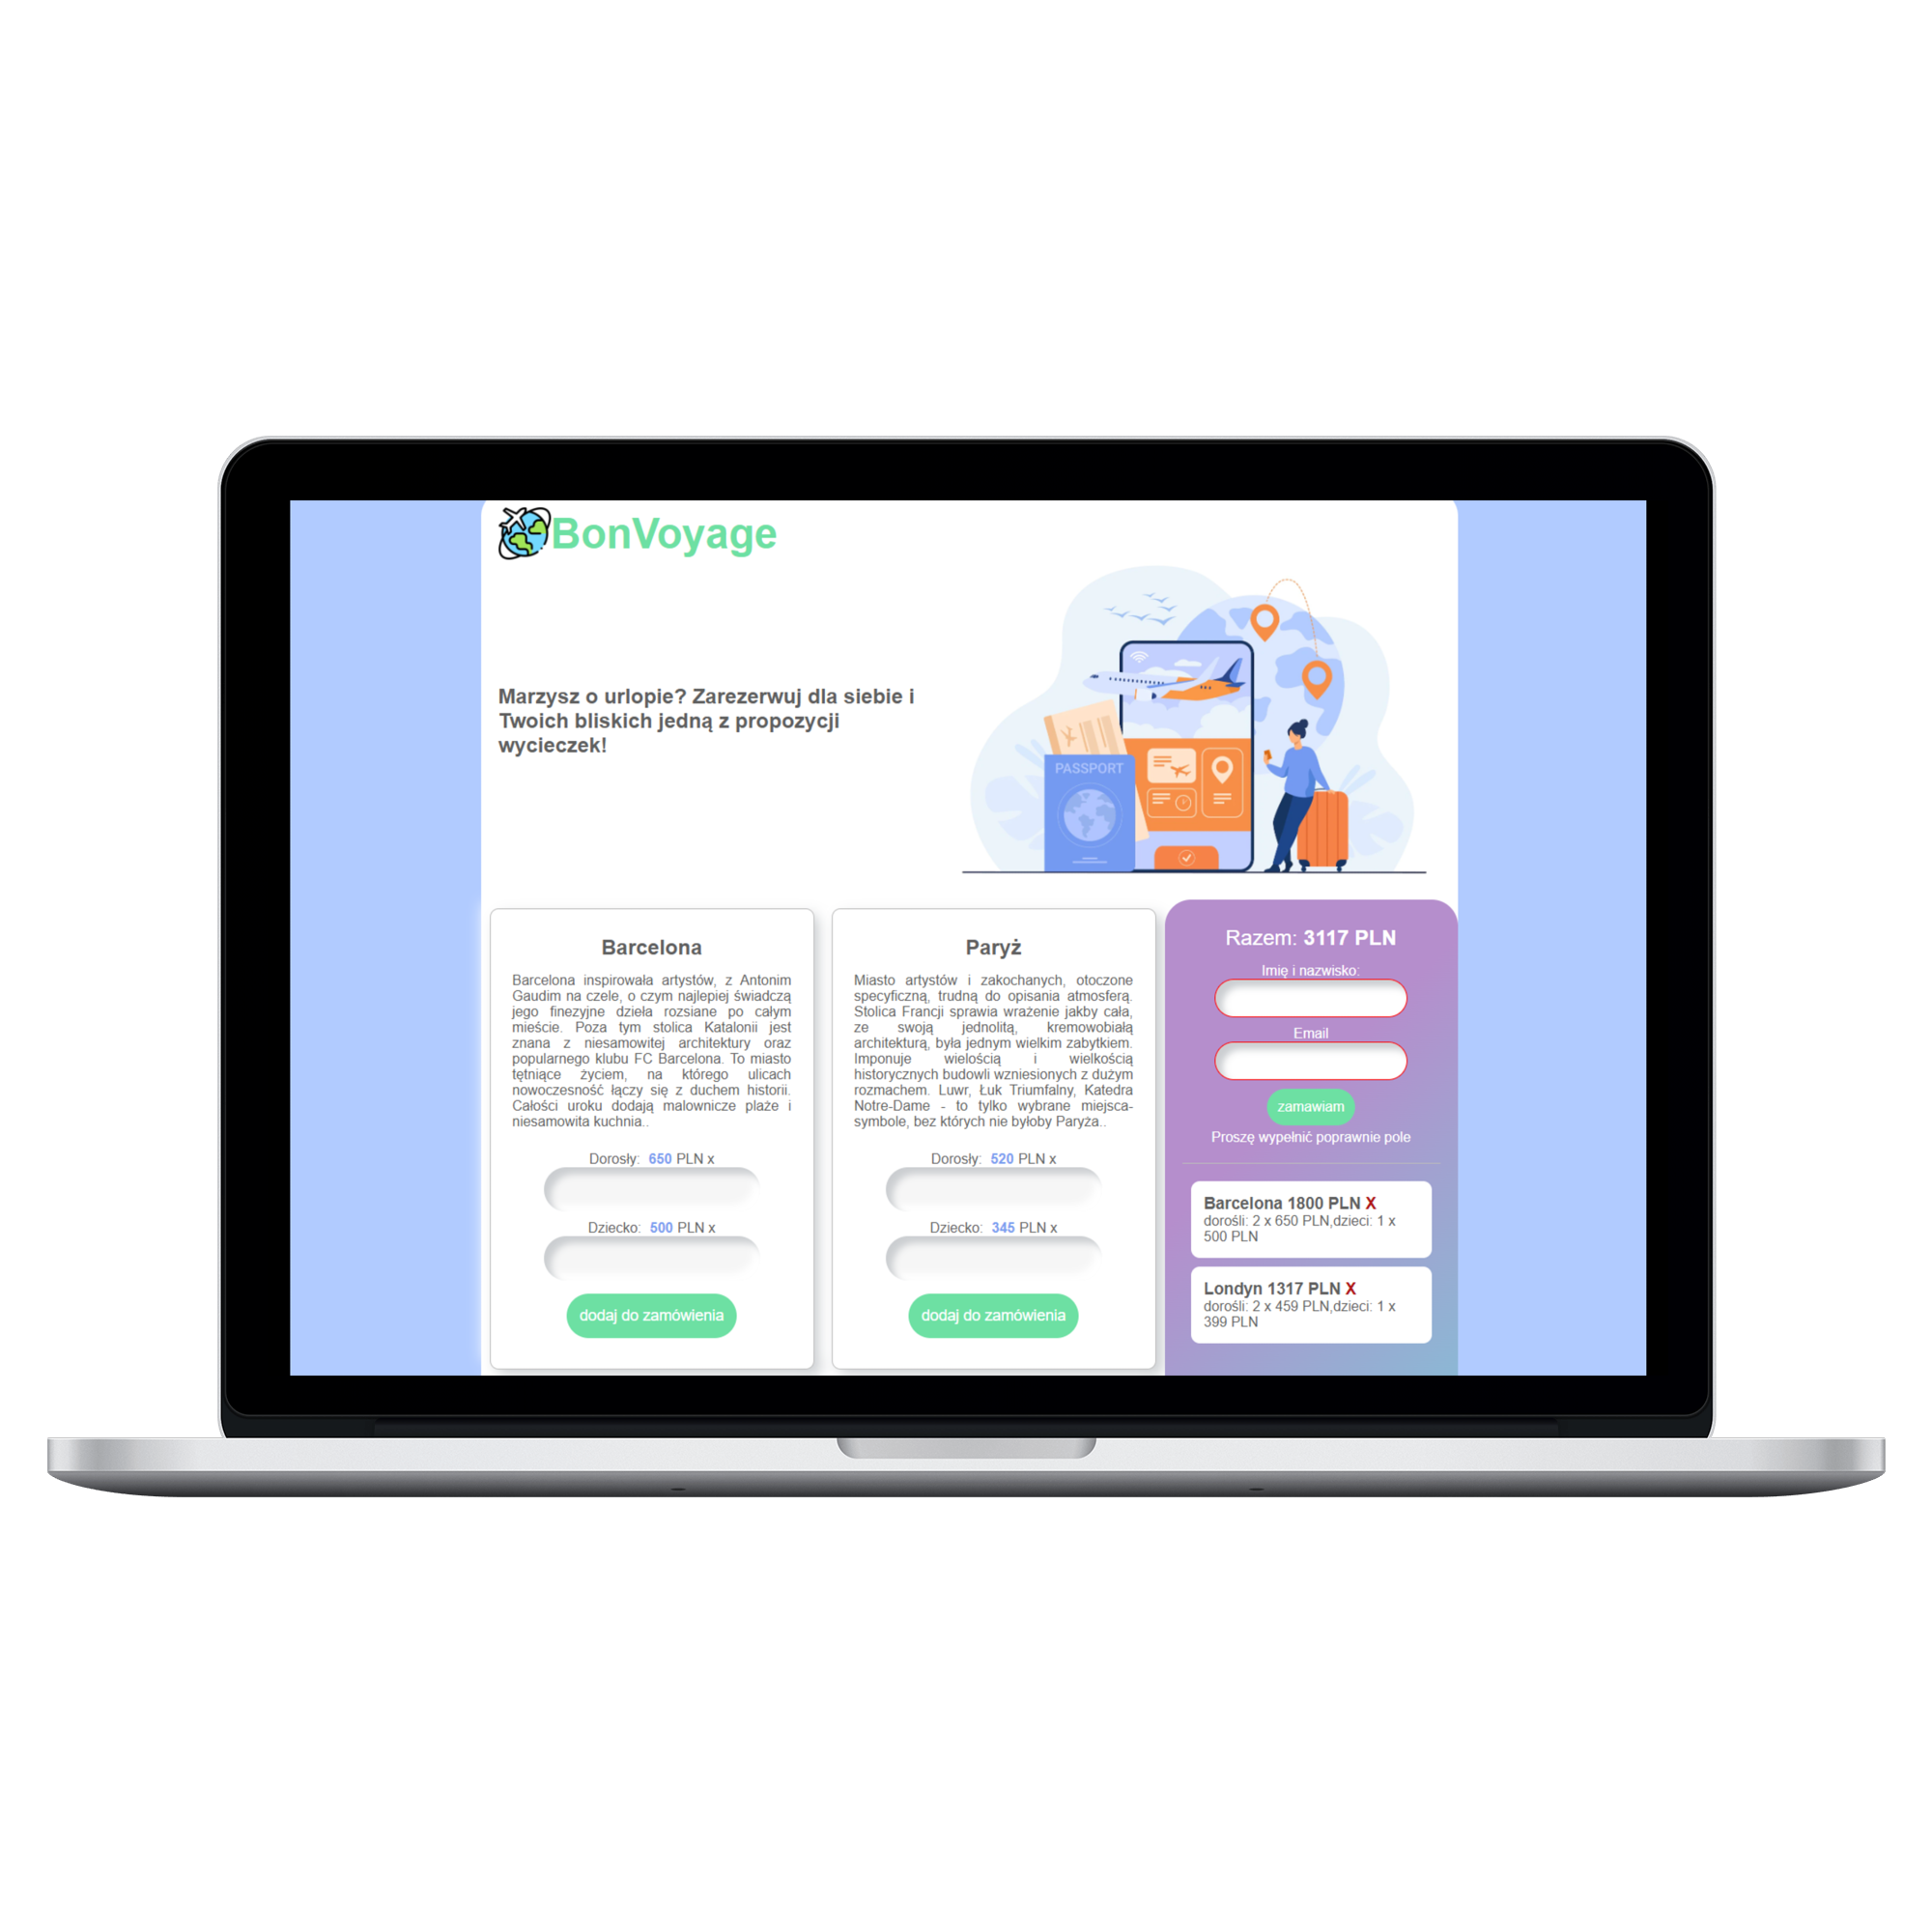 BonVoyage
Marzysz o urlopie? Zarezerwuj dla siebie i
Twoich bliskich jedną z propozycji
wycieczek!
PASSPORT
Barcelona
Barcelona inspirowała artystów, z Antonim
Gaudim na czele, o czym najlepiej świadczą
jego finezyjne dzieła rozsiane po całym
mieście. Poza tym stolica Katalonii jest
znana z niesamowitej architektury oraz
popularnego klubu FC Barcelona. To miasto
tętniące życiem, na którego ulicach
nowoczesność łączy się z duchem historii.
Całości uroku dodają malownicze plaże i
niesamowita kuchnia..
Dorosły: 650 PLN x
Dziecko: 500 PLN x
dodaj do zamówienia
Paryż
Miasto artystów i zakochanych, otoczone
specyficzną, trudną do opisania atmosferą.
Stolica Francji sprawia wrażenie jakby cała,
ze swoją jednolitą, kremowobiałą
architekturą, była jednym wielkim zabytkiem.
Imponuje wielością i wielkością
historycznych budowli wzniesionych z dużym
rozmachem. Luwr, Łuk Triumfalny, Katedra
Notre-Dame - to tylko wybrane miejsca-
symbole, bez których nie byłoby Paryża..
Dorosły: 520 PLN x
Dziecko: 345 PLN x
dodaj do zamówienia
Razem: 3117 PLN
Imię i nazwisko:
Email
zamawiam
Proszę wypełnić poprawnie pole
Barcelona 1800 PLN X
dorośli: 2 x 650 PLN,dzieci: 1 x
500 PLN
Londyn 1317 PLN X
dorośli: 2 x 459 PLN,dzieci: 1 x
399 PLN